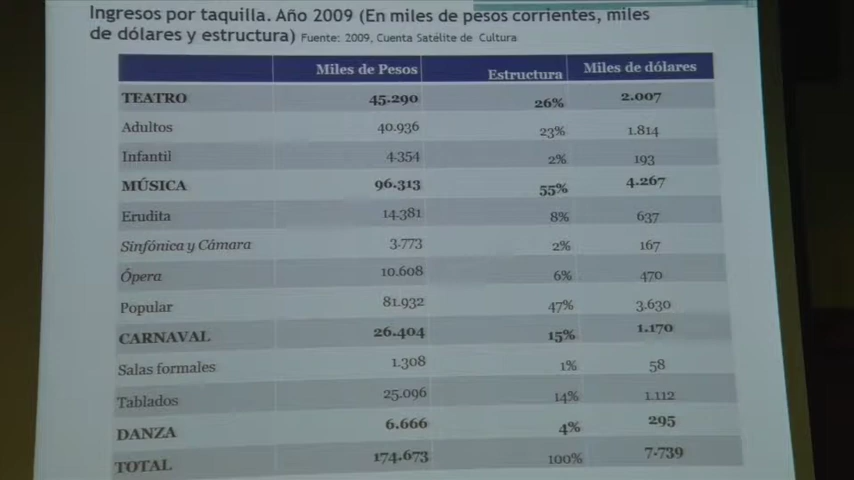 Ingresos por taquilla. Año 2009 (En miles de pesos corrientes, miles
de dólares y estructura) Fuente: 2009, Cuenta Satélite de Cultura
Miles de Pesos Estructura Miles de dólares
TEATRO 45.290 26% 2.007
Adultos 40.936 23% 1.814
Infantil 4.354 2% 193
MÚSICA 96.313 55% 4.267
Erudita 14.381 8% 637
Sinfónica y Cámara 3.773 2% 167
Ópera 10.608 6% 470
Popular 81.932 47% 3.630
CARNAVAL 26.404 15% 1.170
Salas formales 1.308 1% 58
Tablados 25.096 14% 1.112
DANZA 6.666 4% 295
TOTAL 174.673 100% 7.739